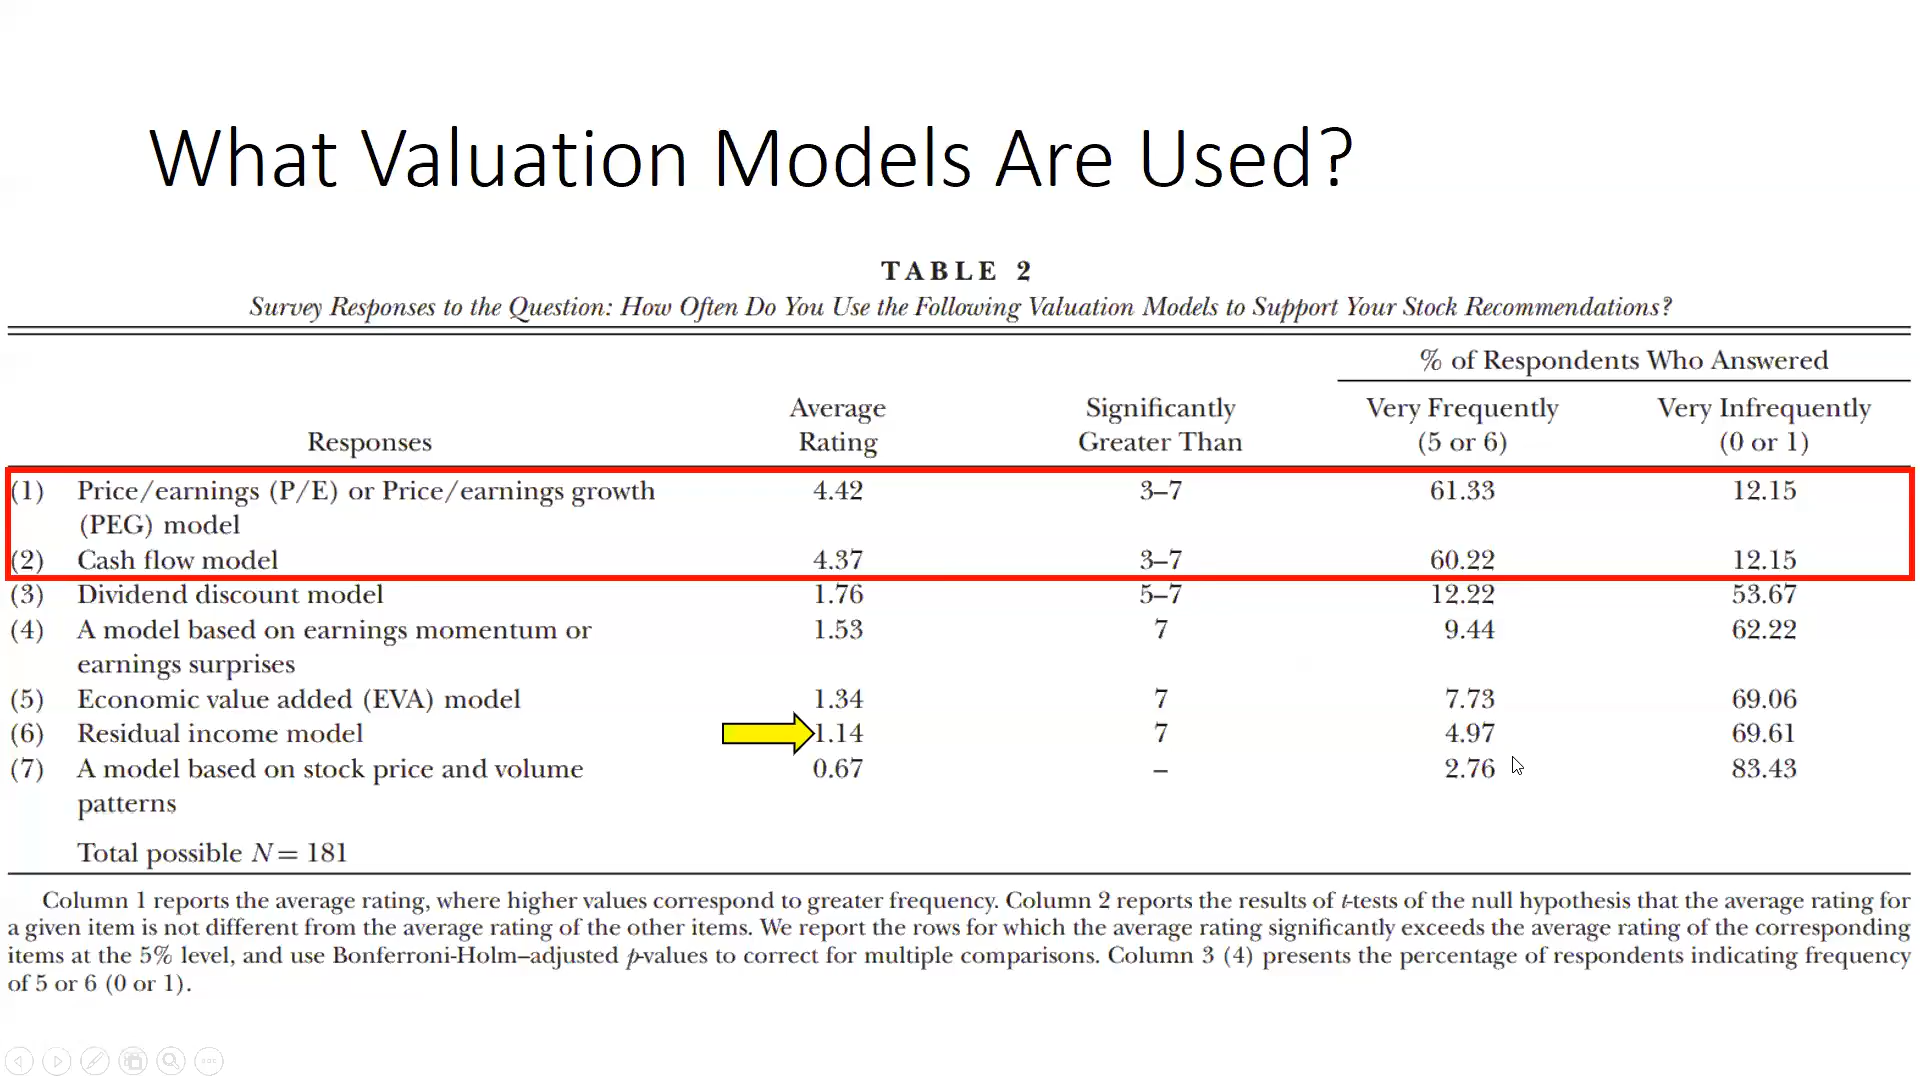 What Valuation Models Are Used?
TABLE 2
Survey Responses to the Question: How Often Do You Use the Following Valuation Models to Support Your Stock Recommendations?
% of Respondents Who Answered
Average Significantly Very Frequently Very Infrequently
Responses Rating Greater Than (5 or 6) (0 or 1)
(1) Price/earnings (P/E) or Price/earnings growth 4.42 3–7 61.33 12.15
(PEG) model
(2) Cash flow model 4.37 3–7 60.22 12.15
(3) Dividend discount model 1.76 5–7 12.22 53.67
(4) A model based on earnings momentum or 1.53 7 9.44 62.22
earnings surprises
(5) Economic value added (EVA) model 1.34 7 7.73 69.06
(6) Residual income model 1.14 7 4.97 69.61
(7) A model based on stock price and volume 0.67 – 2.76 83.43
patterns
Total possible N = 181
Column 1 reports the average rating, where higher values correspond to greater frequency. Column 2 reports the results of t-tests of the null hypothesis that the average rating for
a given item is not different from the average rating of the other items. We report the rows for which the average rating significantly exceeds the average rating of the corresponding
items at the 5% level, and use Bonferroni-Holm–adjusted p-values to correct for multiple comparisons. Column 3 (4) presents the percentage of respondents indicating frequency
of 5 or 6 (0 or 1).